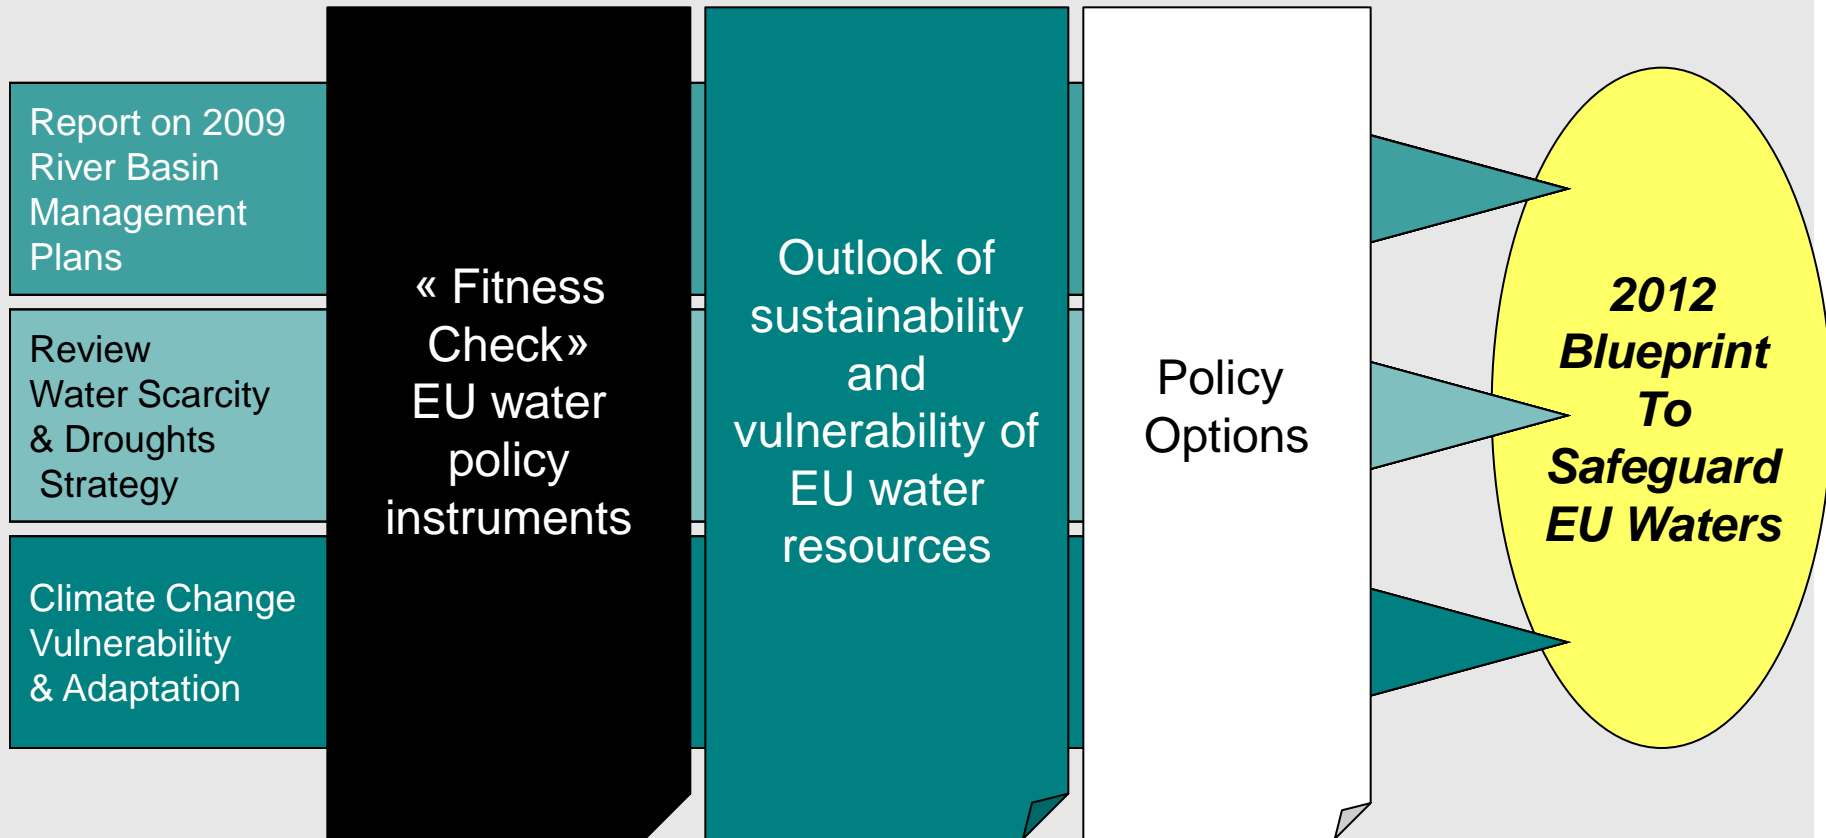 Report on 2009
River Basin
Management
Plans
Review
Water Scarcity
& Droughts
Strategy
Climate Change
Vulnerability
& Adaptation
« Fitness
Check»
EU water
policy
instruments
Outlook of
sustainability
and
vulnerability of
EU water
resources
Policy
Options
2012
Blueprint
To
Safeguard
EU Waters